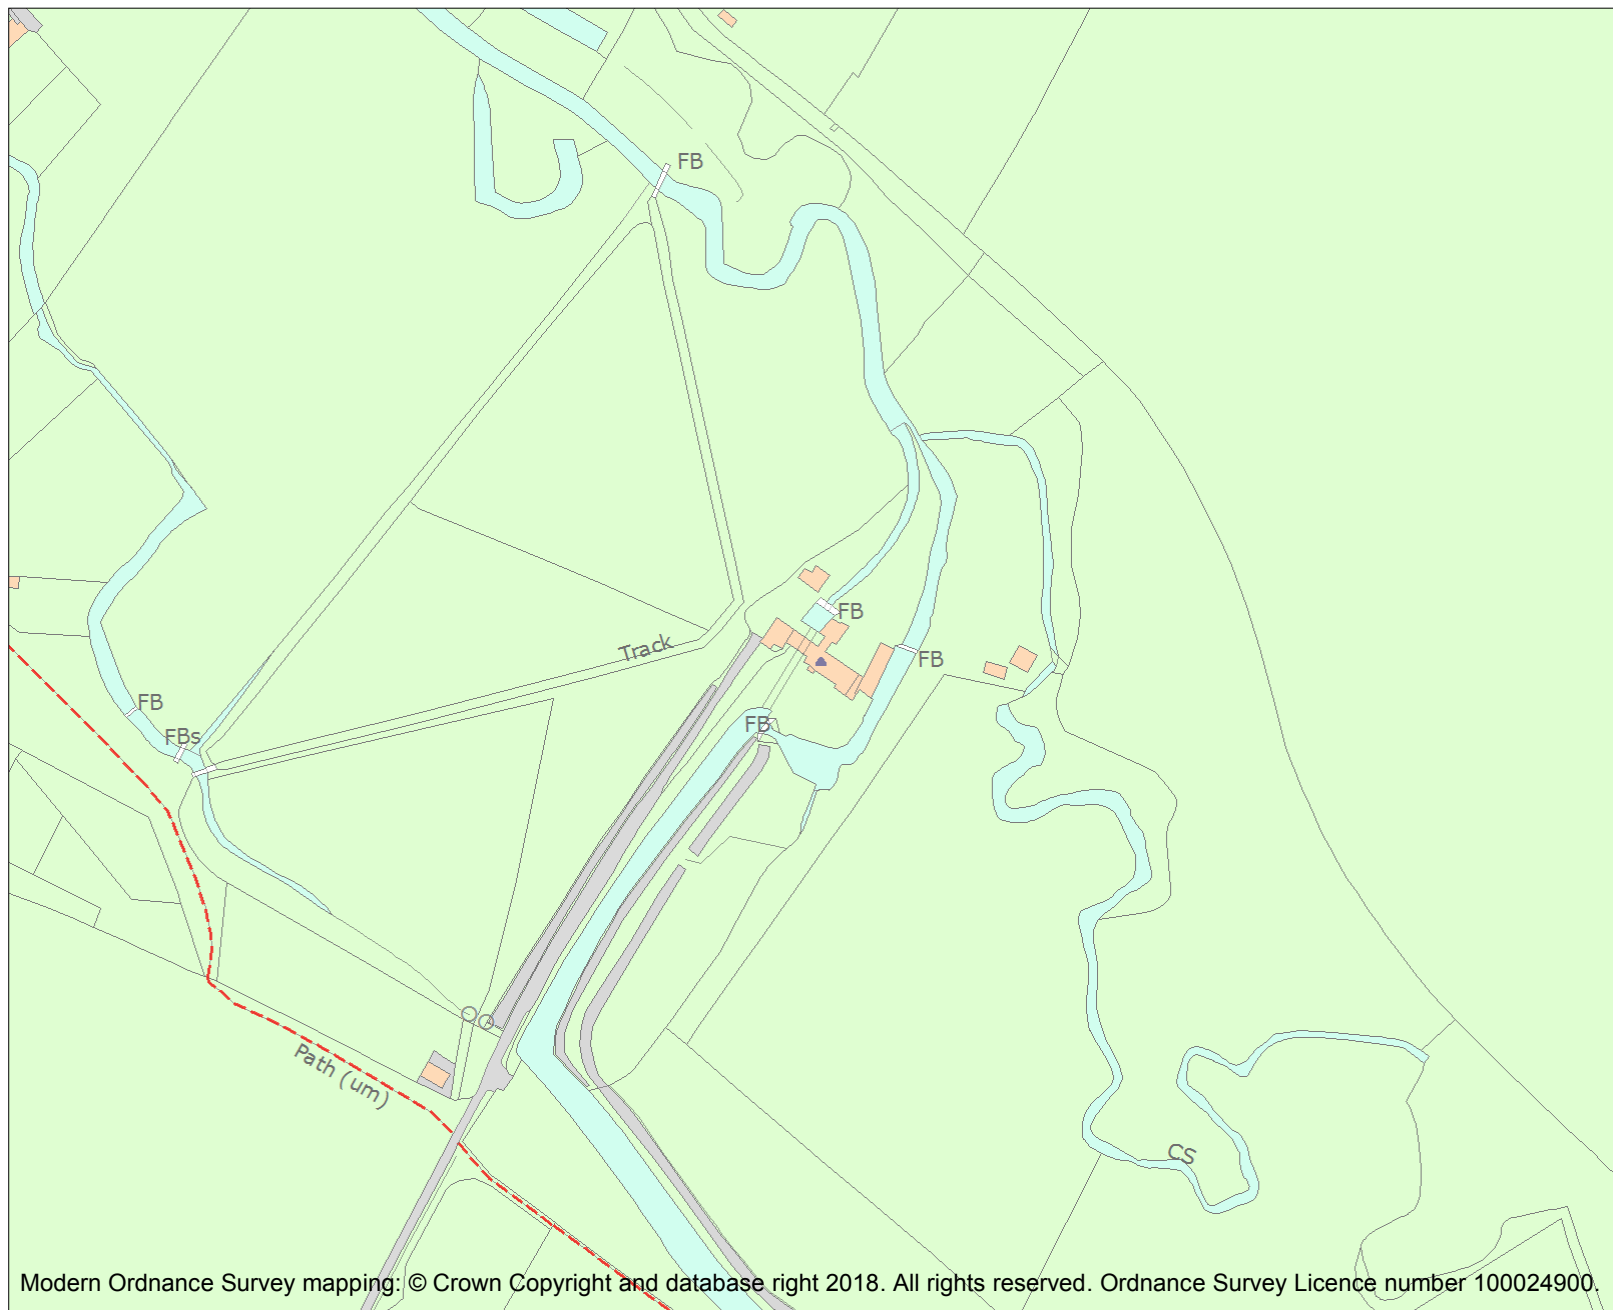 FB
FB
Track
FB
FB
FBs
FB
Path (um)
CS
Modern Ordnance Survey mapping: © Crown Copyright and database right 2018. All rights reserved. Ordnance Survey Licence number 100024900.